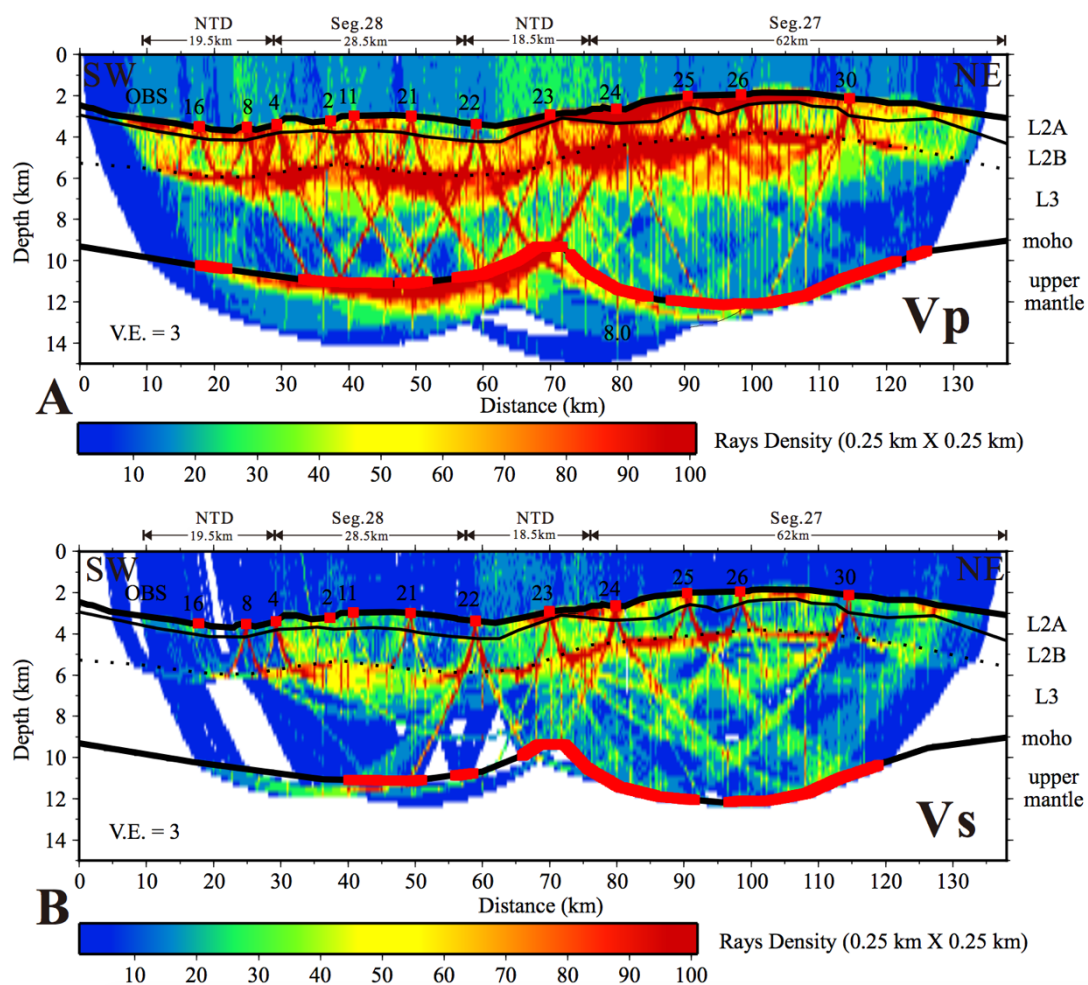 NTD Seg.28 NTD Seg.27
19.5km 28.5km 18.5km 62km
0 SW NE
OBS 16 8 4 2 11 21 22 23 24 25 26 30
2
4
6
8
10
12
14
Depth (km)
L2A
L2B
L3
moho
upper
mantle
V.E. = 3 8.0 Vp
0 10 20 30 40 50 60 70 80 90 100 110 120 130
A Distance (km)
Rays Density (0.25 km X 0.25 km)
10 20 30 40 50 60 70 80 90 100
NTD Seg.28 NTD Seg.27
19.5km 28.5km 18.5km 62km
0 SW NE
OBS 16 8 4 2 11 21 22 23 24 25 26 30
2
4
6
8
10
12
14
Depth (km)
L2A
L2B
L3
moho
upper
mantle
V.E. = 3 Vs
0 10 20 30 40 50 60 70 80 90 100 110 120 130
B Distance (km)
Rays Density (0.25 km X 0.25 km)
10 20 30 40 50 60 70 80 90 100